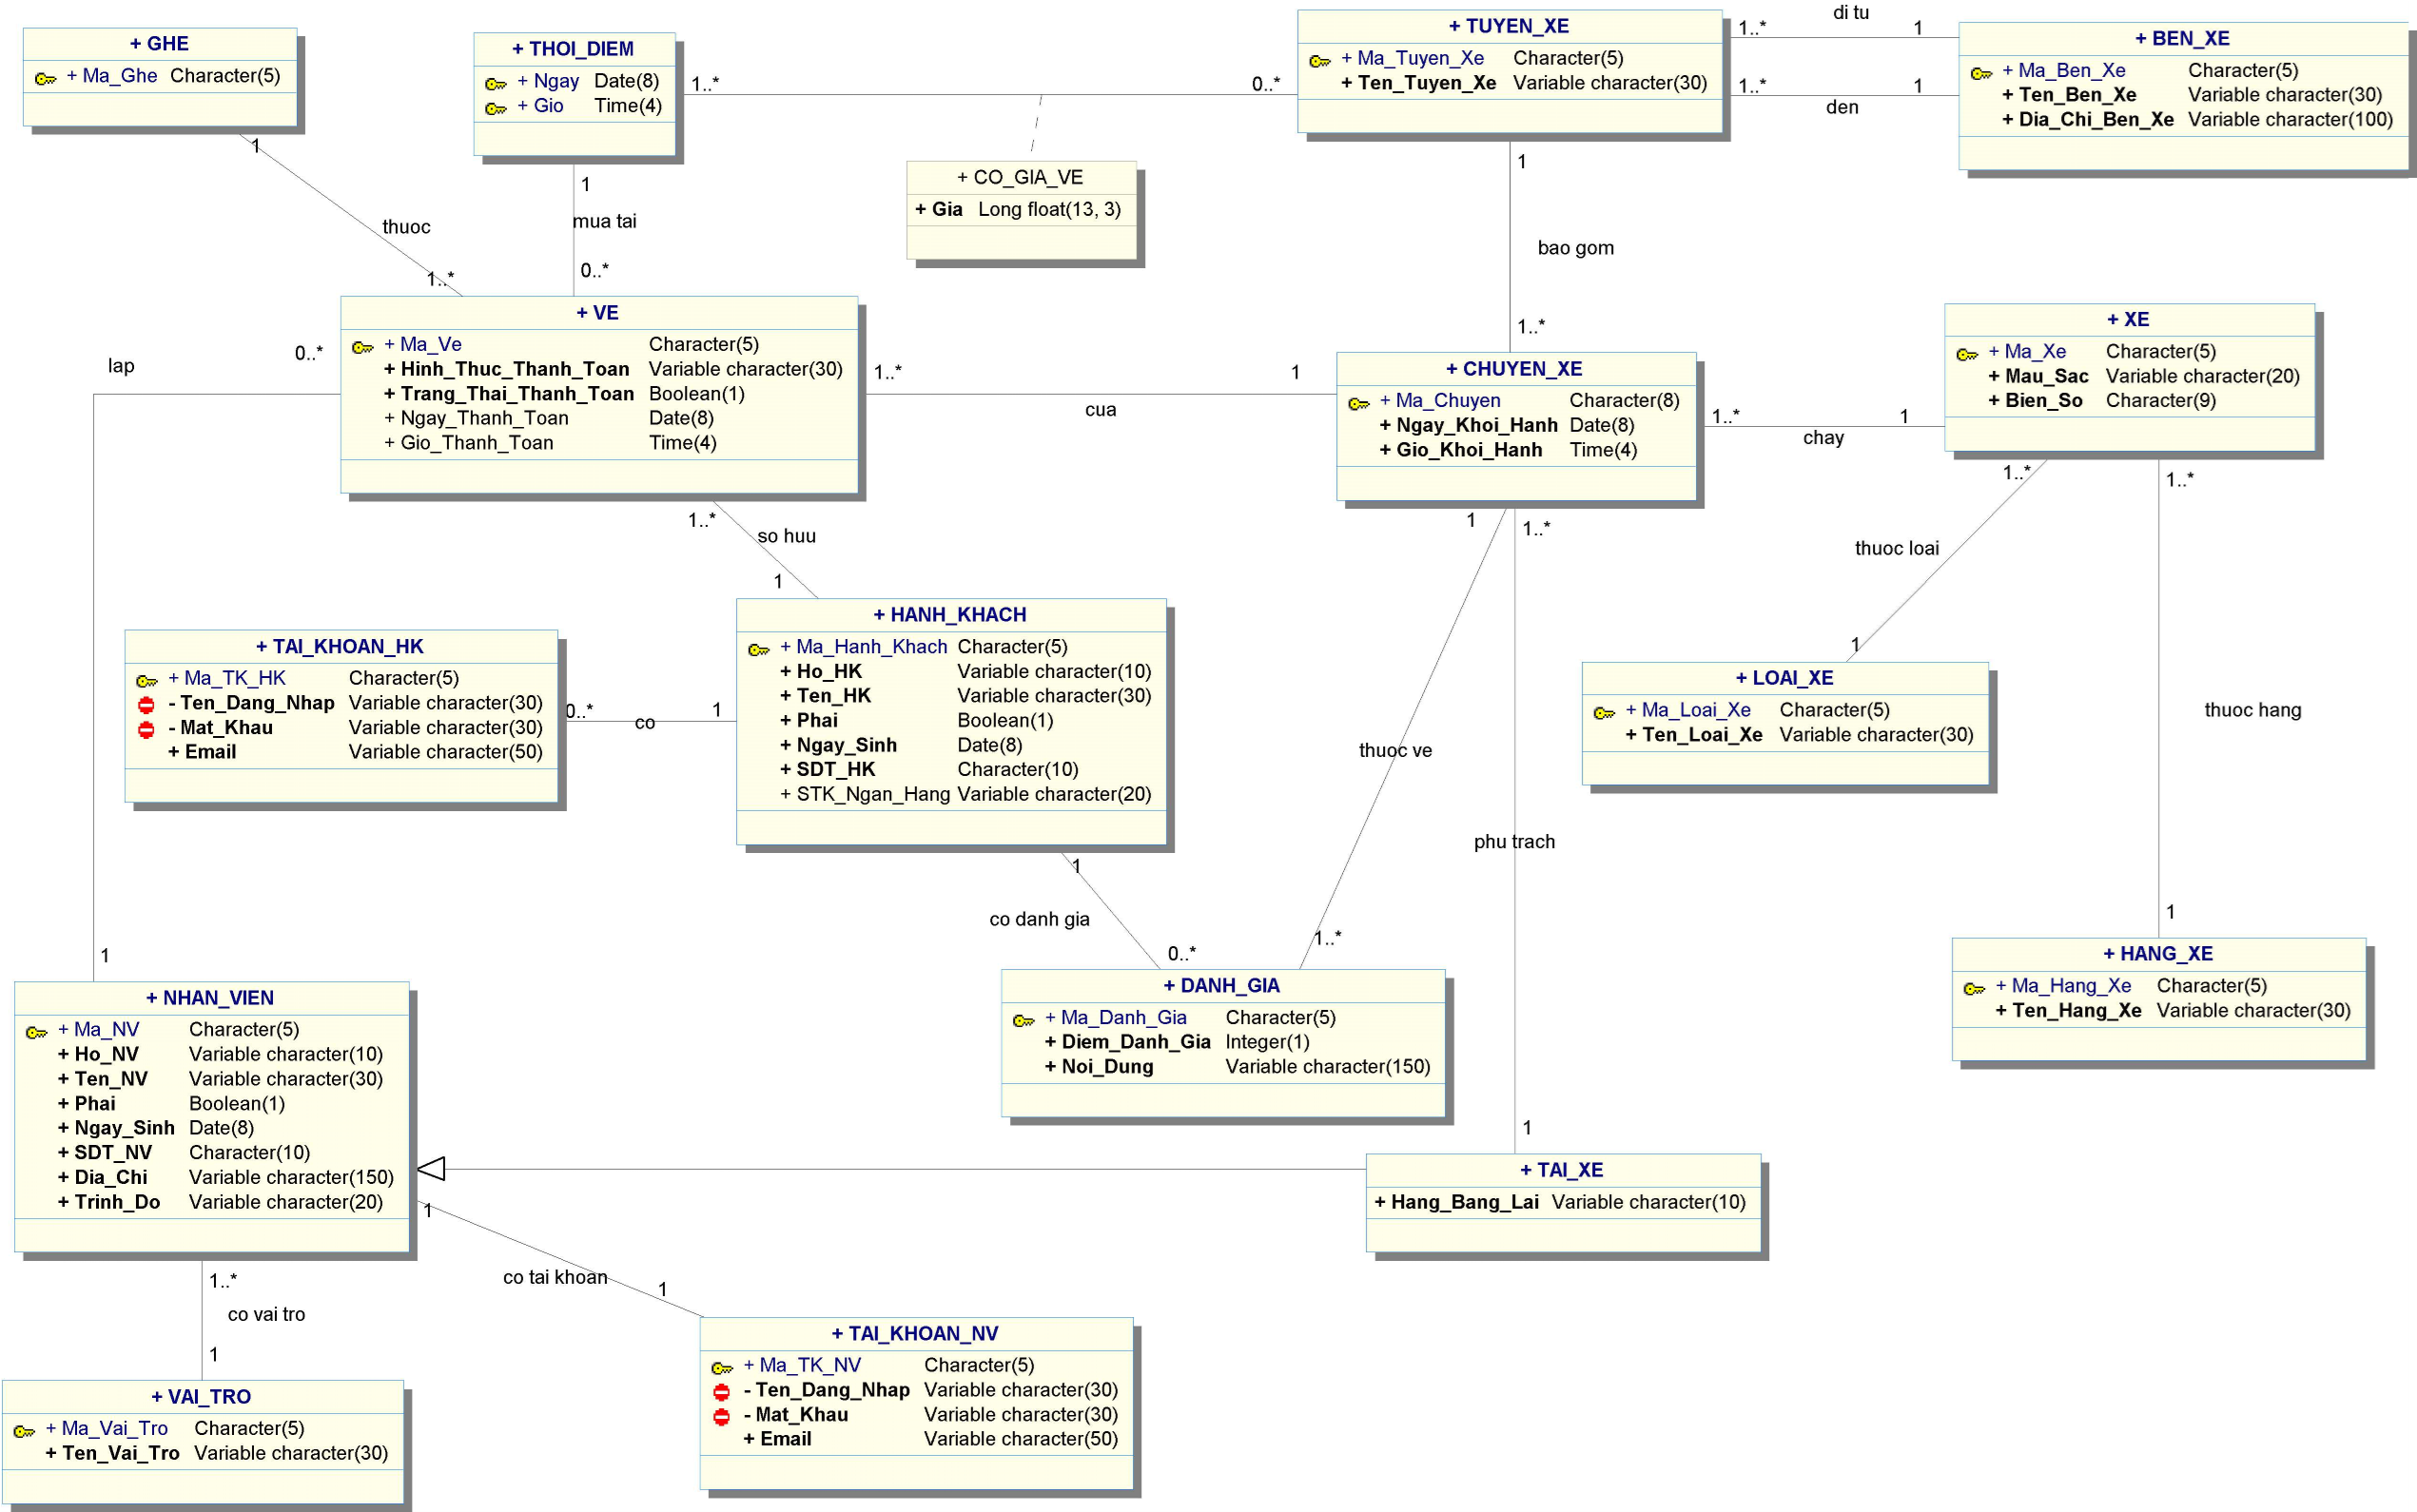 + GHE
+ Ma_Ghe Character(5)
+ THOI_DIEM
+ Ngay Date(8)
+ Gio Time(4)
+ TUYEN_XE
+ Ma_Tuyen_Xe Character(5)
+ Ten_Tuyen_Xe Variable character(30)
+ BEN_XE
+ Ma_Ben_Xe Character(5)
+ Ten_Ben_Xe Variable character(30)
+ Dia_Chi_Ben_Xe Variable character(100)
1..* di tu 1
1..* den 1
1..* 0..*
+ CO_GIA_VE
+ Gia Long float(13, 3)
1
thuoc
1..*
1
mua tai
0..*
1
bao gom
1..*
+ VE
+ Ma_Ve Character(5)
+ Hinh_Thuc_Thanh_Toan Variable character(30)
+ Trang_Thai_Thanh_Toan Boolean(1)
+ Ngay_Thanh_Toan Date(8)
+ Gio_Thanh_Toan Time(4)
lap
0..*
1
1..* cua 1
+ CHUYEN_XE
+ Ma_Chuyen Character(8)
+ Ngay_Khoi_Hanh Date(8)
+ Gio_Khoi_Hanh Time(4)
1..* chay 1
+ XE
+ Ma_Xe Character(5)
+ Mau_Sac Variable character(20)
+ Bien_So Character(9)
1..*
so huu
1
1..*
thuoc loai
1
1..*
thuoc hang
1
+ TAI_KHOAN_HK
+ Ma_TK_HK Character(5)
- Ten_Dang_Nhap Variable character(30)
- Mat_Khau Variable character(30)
+ Email Variable character(50)
0..* co 1
+ HANH_KHACH
+ Ma_Hanh_Khach Character(5)
+ Ho_HK Variable character(10)
+ Ten_HK Variable character(30)
+ Phai Boolean(1)
+ Ngay_Sinh Date(8)
+ SDT_HK Character(10)
+ STK_Ngan_Hang Variable character(20)
+ LOAI_XE
+ Ma_Loai_Xe Character(5)
+ Ten_Loai_Xe Variable character(30)
1
thuoc ve
1..*
1..*
phu trach
1
1
co danh gia
0..*
+ HANG_XE
+ Ma_Hang_Xe Character(5)
+ Ten_Hang_Xe Variable character(30)
+ DANH_GIA
+ Ma_Danh_Gia Character(5)
+ Diem_Danh_Gia Integer(1)
+ Noi_Dung Variable character(150)
+ NHAN_VIEN
+ Ma_NV Character(5)
+ Ho_NV Variable character(10)
+ Ten_NV Variable character(30)
+ Phai Boolean(1)
+ Ngay_Sinh Date(8)
+ SDT_NV Character(10)
+ Dia_Chi Variable character(150)
+ Trinh_Do Variable character(20)
+ TAI_XE
+ Hang_Bang_Lai Variable character(10)
1
co tai khoan
1
1..*
co vai tro
1
+ TAI_KHOAN_NV
+ Ma_TK_NV Character(5)
- Ten_Dang_Nhap Variable character(30)
- Mat_Khau Variable character(30)
+ Email Variable character(50)
+ VAI_TRO
+ Ma_Vai_Tro Character(5)
+ Ten_Vai_Tro Variable character(30)